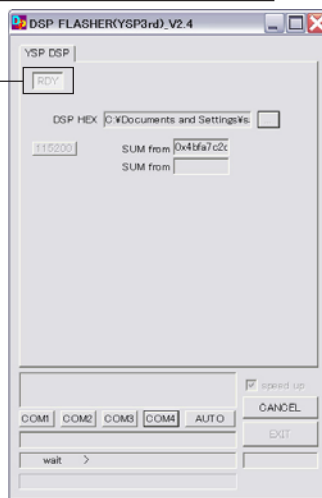 DSP FLASHER(YSP3rd)_V2.4
YSP DSP
RDY
DSP HEX C:¥Documents and Settings¥s
115200 SUM from 0x4bfa7c2c
SUM from
speed up
COM1 COM2 COM3 COM4 AUTO CANCEL
EXIT
wait >